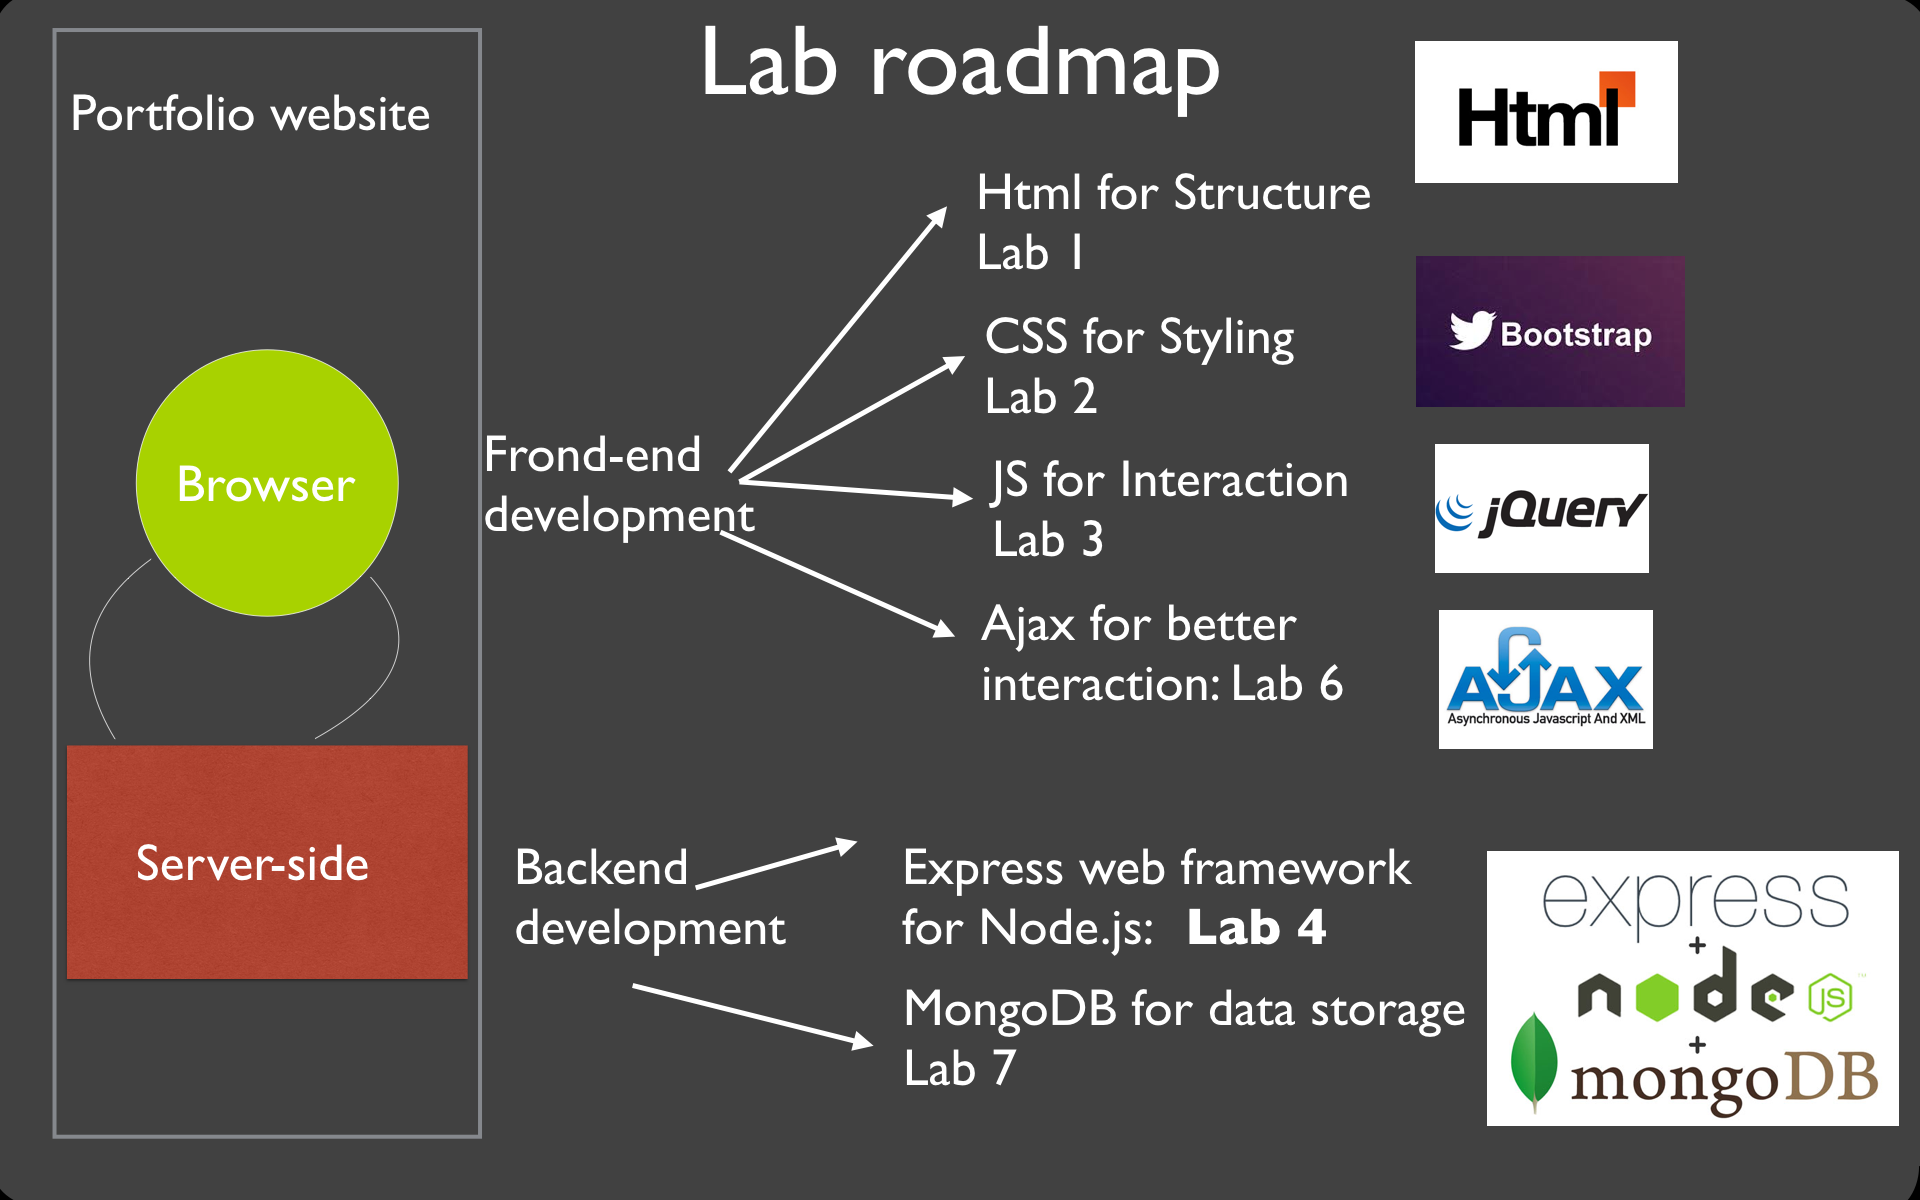 Lab roadmap
Portfolio website
Browser
Server-side
Frond-end
development
Html for Structure
Lab 1
CSS for Styling
Lab 2
JS for Interaction
Lab 3
Ajax for better
interaction: Lab 6
Backend
development
Express web framework
for Node.js: Lab 4
MongoDB for data storage
Lab 7
Html
Bootstrap
jQuery
AJAX
Asynchronous Javascript And XML
express
+
node JS ™
+
mongoDB